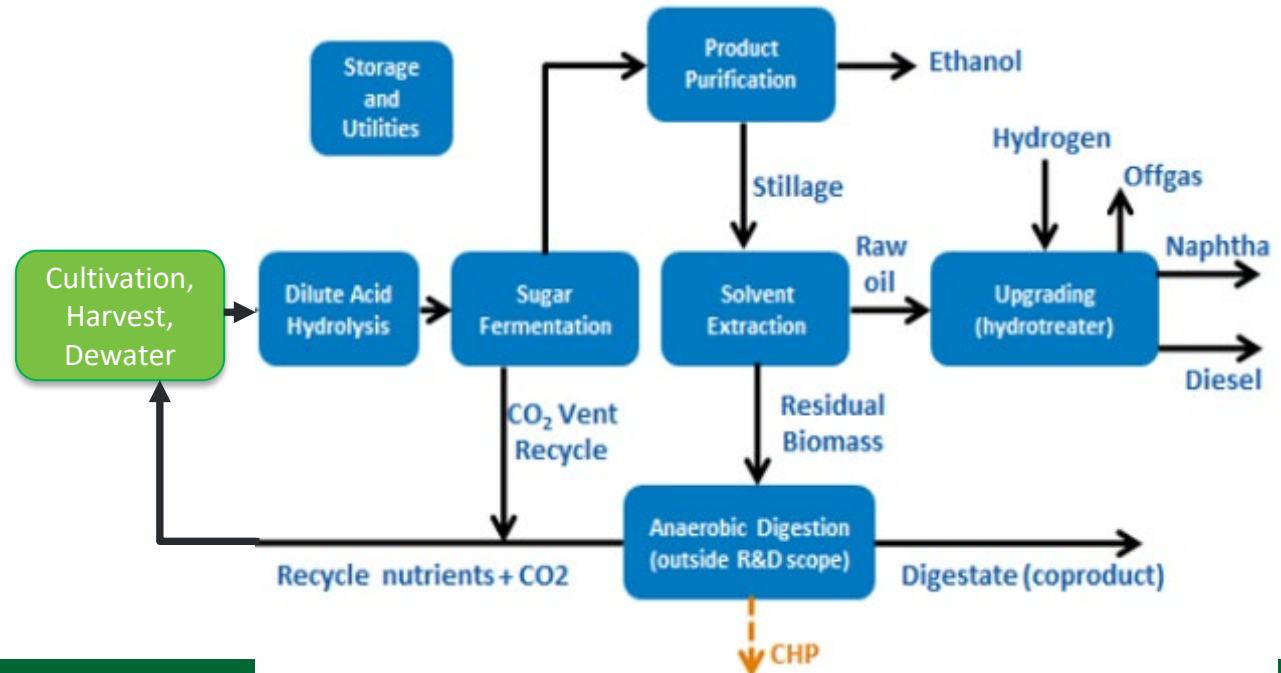 Storage
and
Utilities
Product
Purification
Ethanol
Hydrogen
Offgas
Stillage
Raw
oil
Naphtha
Cultivation,
Harvest,
Dewater
Dilute Acid
Hydrolysis
Sugar
Fermentation
Solvent
Extraction
Upgrading
(hydrotreater)
Diesel
CO₂ Vent
Recycle
Residual
Biomass
Anaerobic Digestion
(outside R&D scope)
Recycle nutrients + CO2
Digestate (coproduct)
CHP